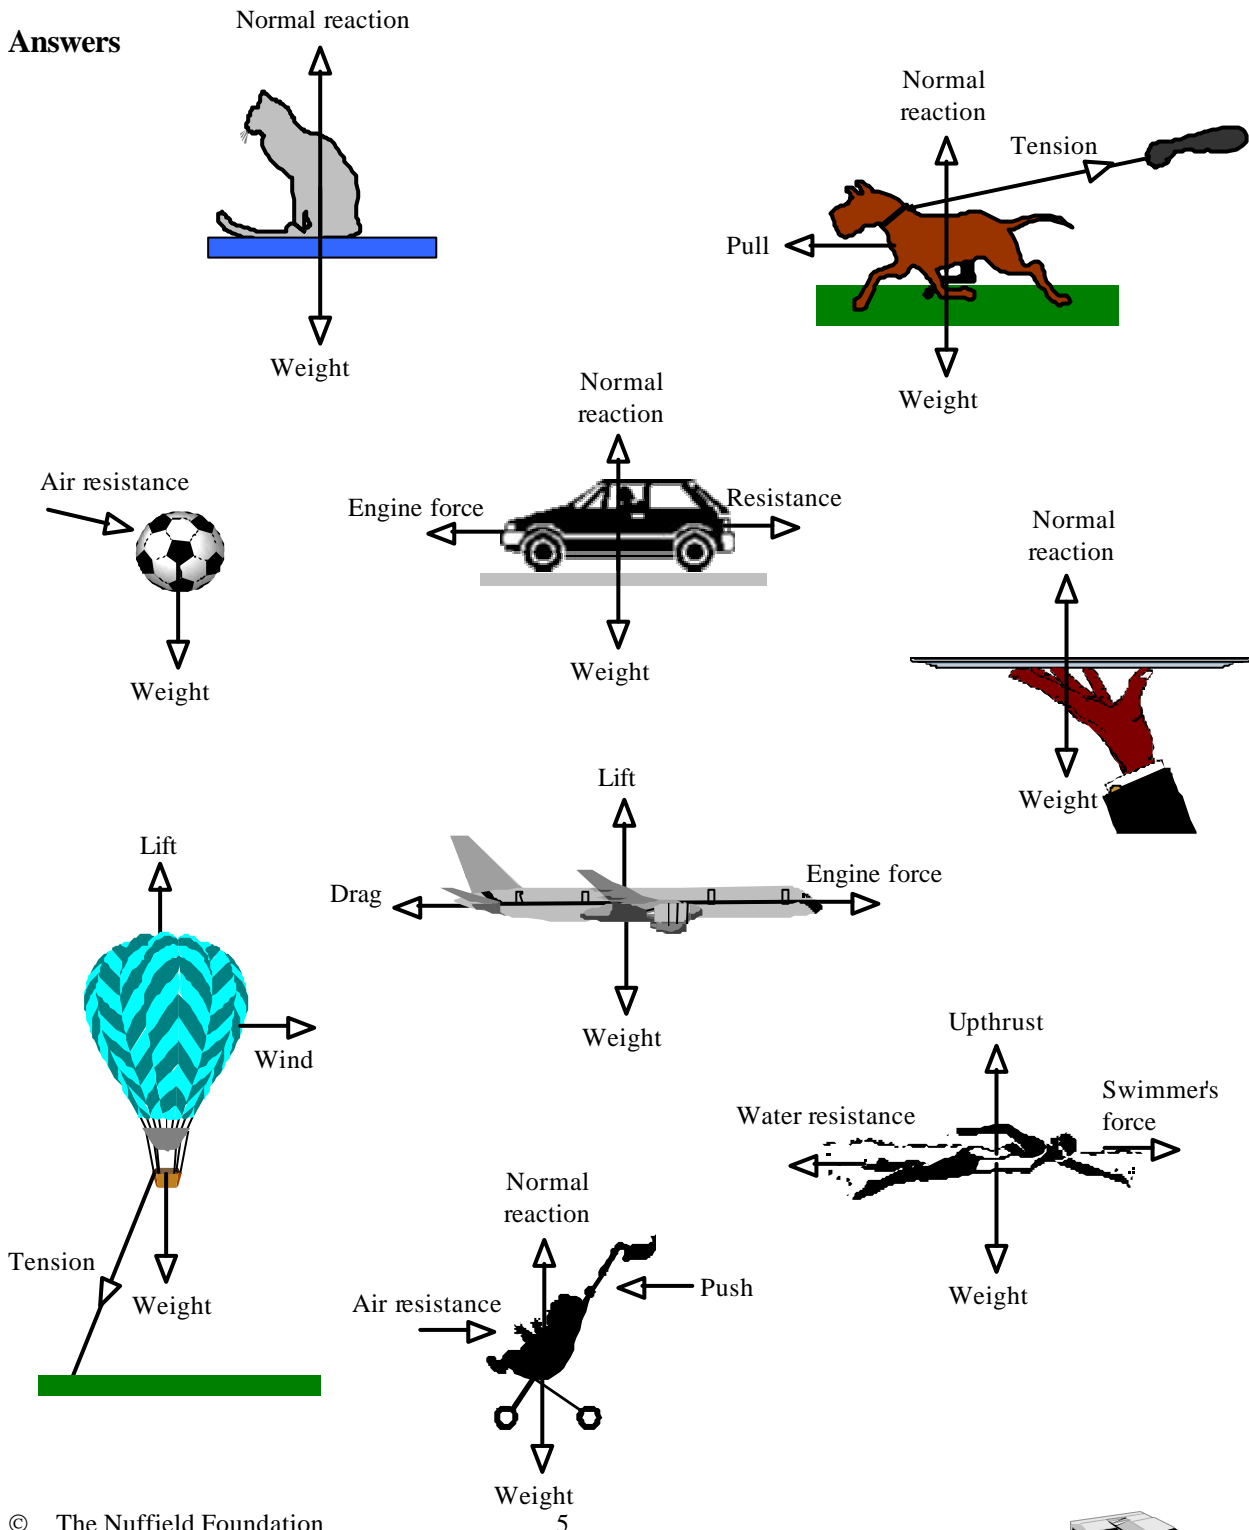 Answers
Normal reaction
Weight
Normal
reaction
Tension
Pull
Weight
Air resistance
Weight
Normal
reaction
Engine force
Resistance
Weight
Normal
reaction
Weight
Lift
Drag
Engine force
Weight
Lift
Wind
Tension
Weight
Upthrust
Water resistance
Swimmer's
force
Weight
Normal
reaction
Air resistance
Push
Weight
© The Nuffield Foundation
5